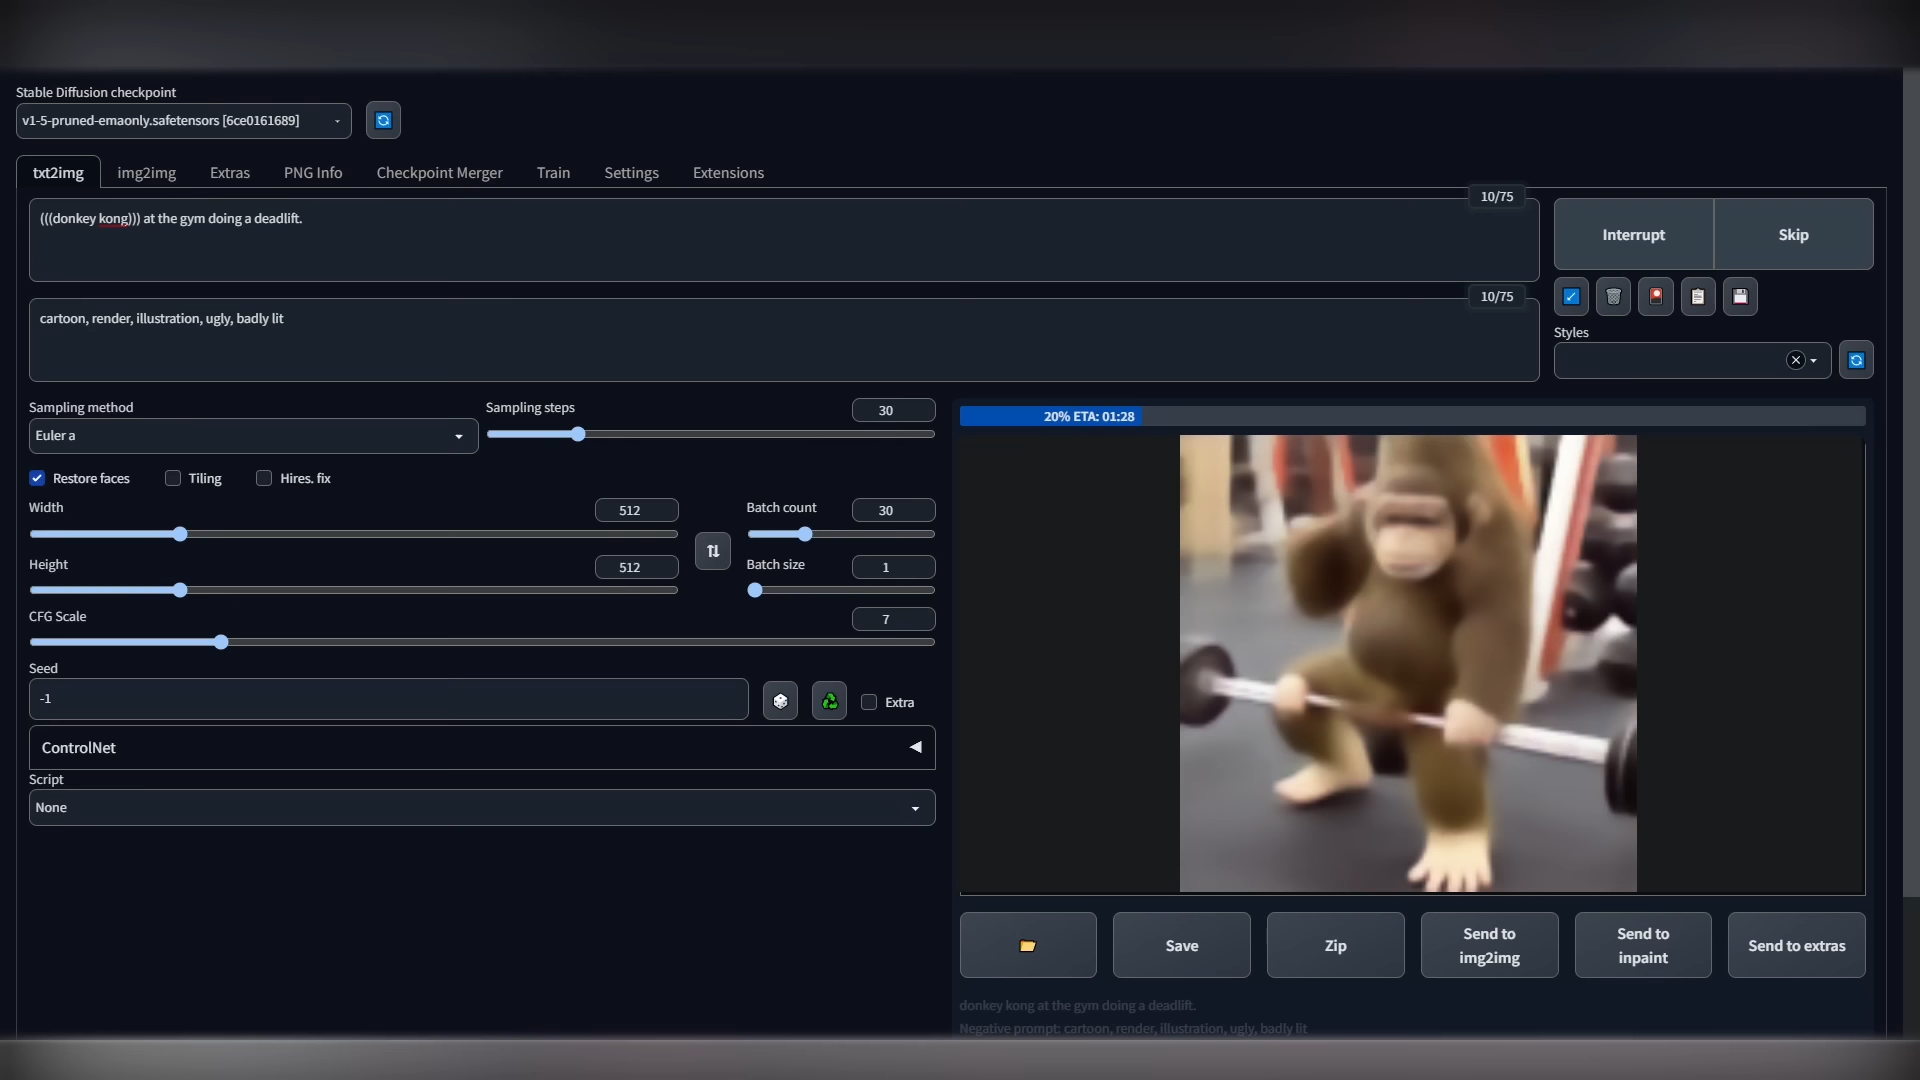 Stable Diffusion checkpoint
v1-5-pruned-emaonly.safetensors [6ce0161689]
txt2img img2img Extras PNG Info Checkpoint Merger Train Settings Extensions
10/75
(((donkey kong))) at the gym doing a deadlift.
Interrupt Skip
10/75
cartoon, render, illustration, ugly, badly lit
Styles
Sampling method
Euler a
Sampling steps 30
20% ETA: 01:28
Restore faces Tiling Hires. fix
Width 512
Batch count 30
Height 512
Batch size 1
CFG Scale 7
Seed
-1
Extra
ControlNet
Script
None
Save
Zip
Send to img2img
Send to inpaint
Send to extras
donkey kong at the gym doing a deadlift.
Negative prompt: cartoon, render, illustration, ugly, badly lit